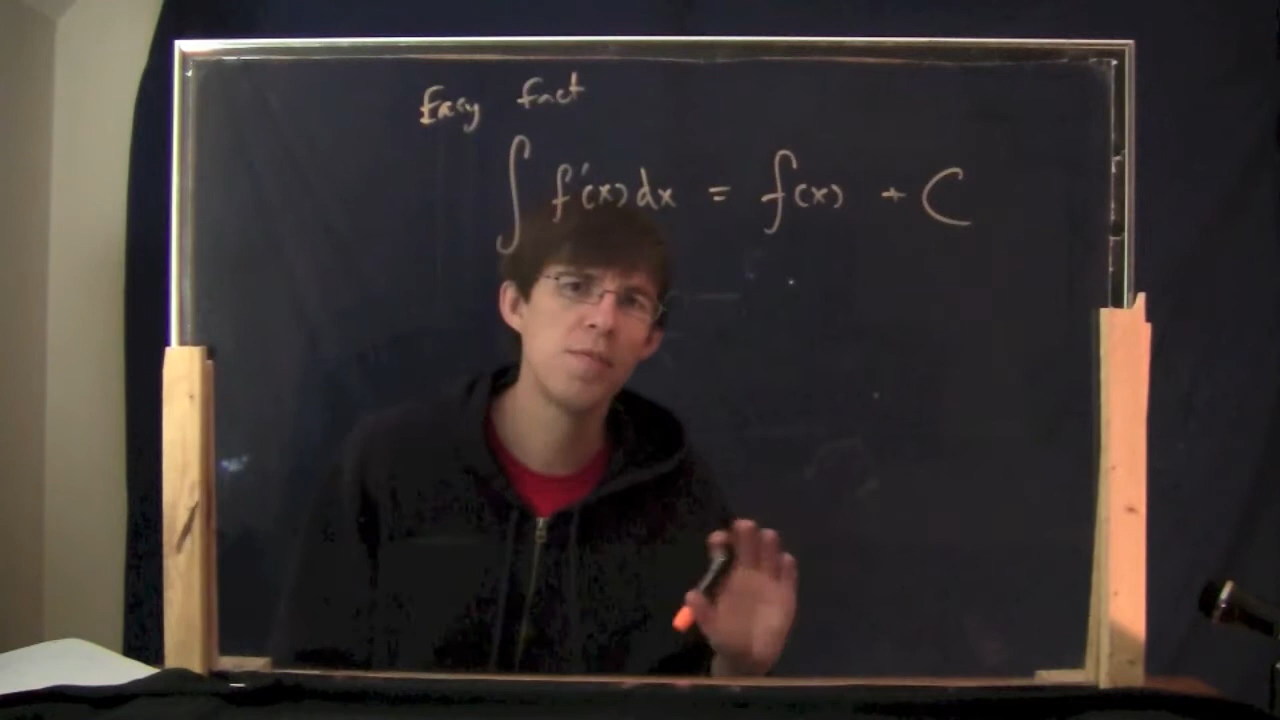 Easy fact
∫ f'(x) dx = f(x) + C